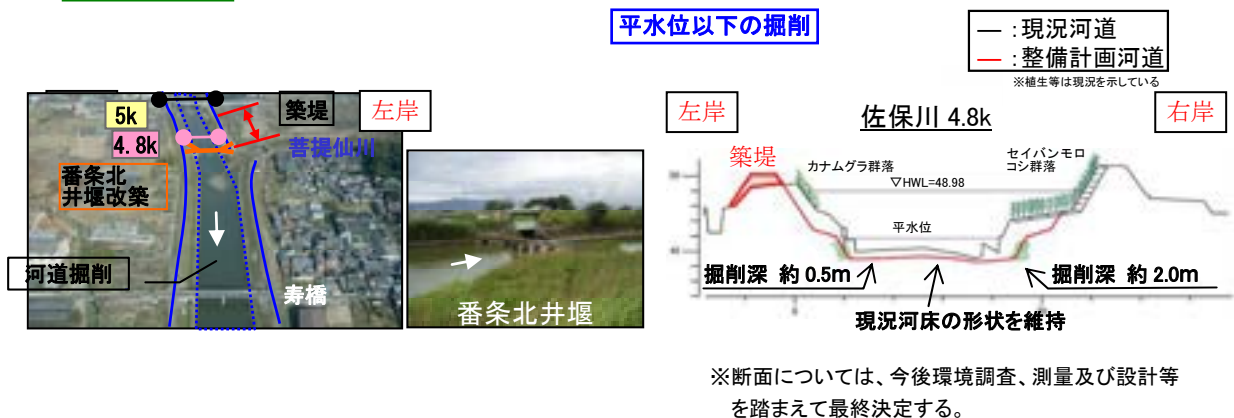 平水位以下の掘削
― :現況河道
― :整備計画河道
※植生等は現況を示している
5k
築堤
左岸
4.8k
菩提仙川
番条北
井堰改築
河道掘削
寿橋
番条北井堰
左岸
佐保川 4.8k
右岸
築堤
カナムグラ群落
セイバンモロ
コシ群落
▽HWL=48.98
平水位
掘削深 約0.5m
掘削深 約2.0m
現況河床の形状を維持
※断面については、今後環境調査、測量及び設計等
を踏まえて最終決定する。